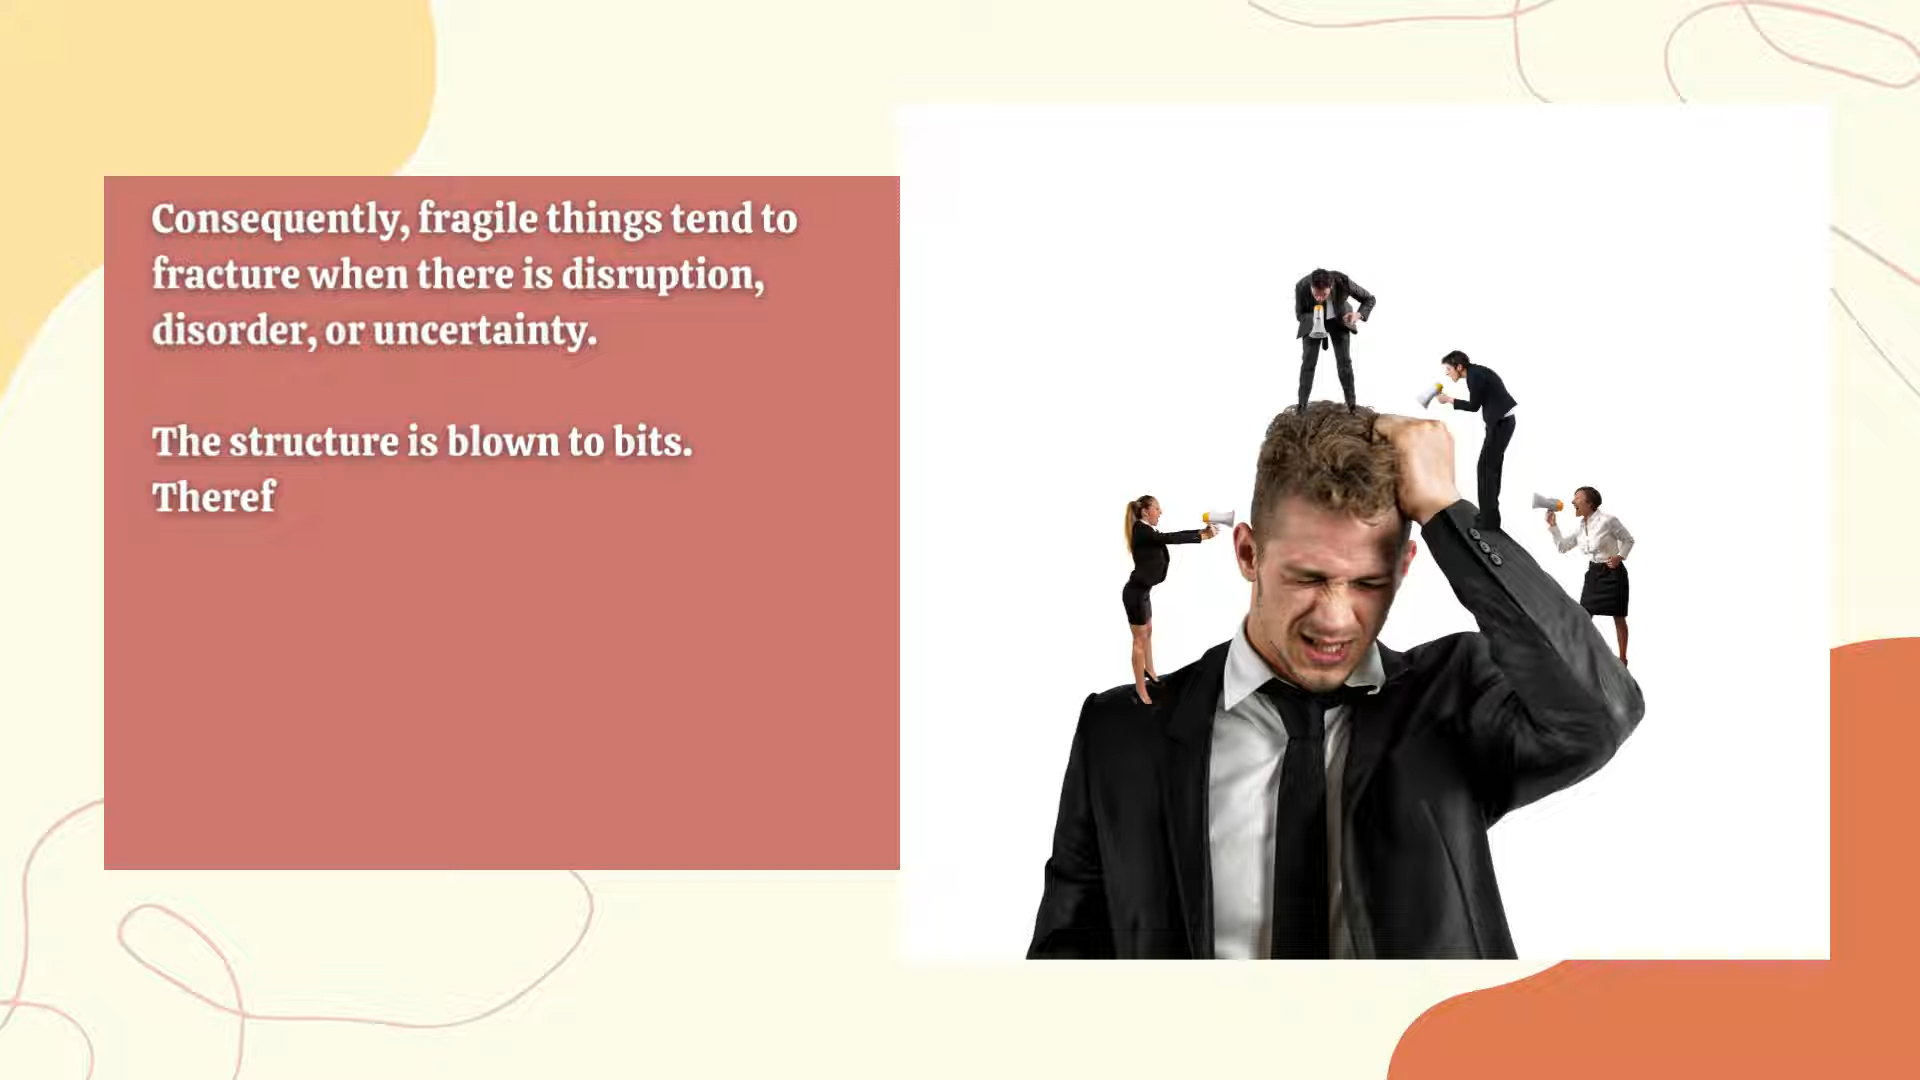 Consequently, fragile things tend to
fracture when there is disruption,
disorder, or uncertainty.
The structure is blown to bits.
Theref